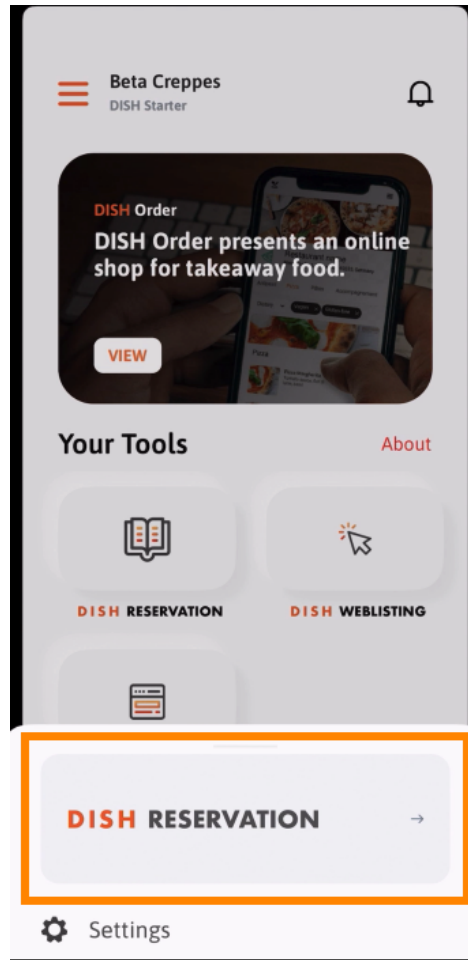 Beta Creppes
DISH Starter
DISH Order
DISH Order presents an online
shop for takeaway food.
VIEW
Your Tools
About
DISH RESERVATION
DISH WEBLISTING
DISH RESERVATION
Settings